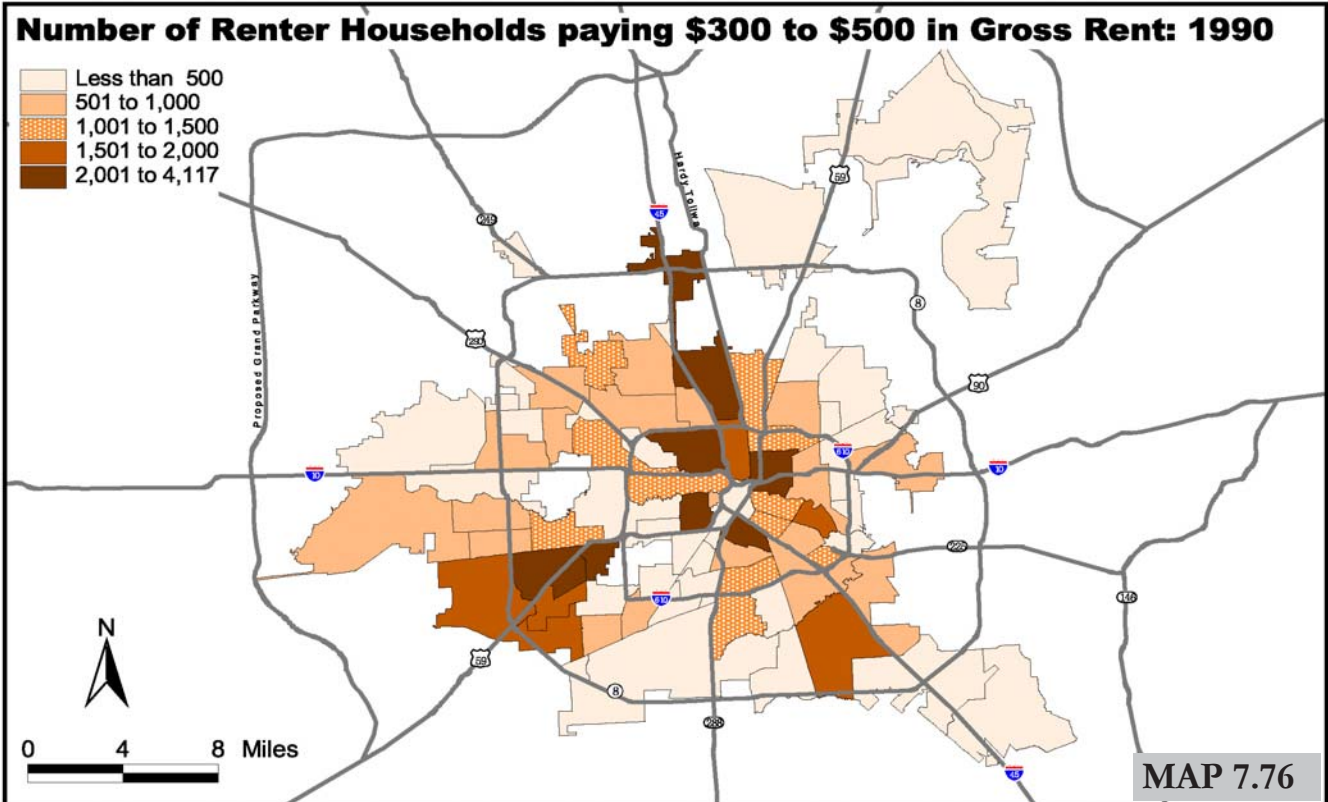 Number of Renter Households paying $300 to $500 in Gross Rent: 1990
Less than 500
501 to 1,000
1,001 to 1,500
1,501 to 2,000
2,001 to 4,117
Hardy Tollwa
59
45
249
Proposed Grand Parkway
8
290
90
610
10
10
225
146
610
N
59
8
288
0 4 8 Miles
45
MAP 7.76